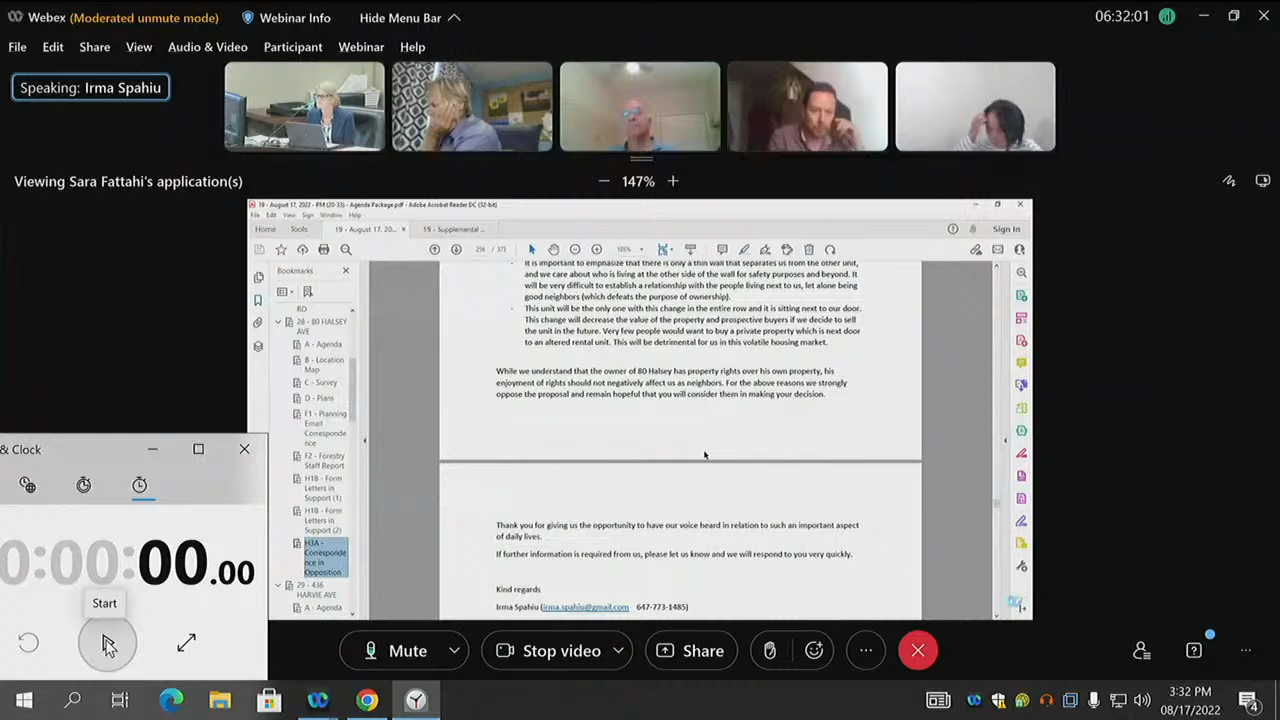 Webex (Moderated unmute mode) Webinar Info Hide Menu Bar 06:32:01
File Edit Share View Audio & Video Participant Webinar Help
Speaking: Irma Spahiu
Viewing Sara Fattahi's application(s)
147%
19 - August 17, 2022 - PM (20-33) - Agenda Package.pdf - Adobe Acrobat Reader DC (32-bit)
File Edit View Sign Window Help
Home Tools 19 - August 17, 20... 19 - Supplemental ... Sign In
256 / 373
Bookmarks
RD
28 - 80 HALSEY
AVE
A - Agenda
B - Location
Map
C - Survey
D - Plans
F1 - Planning
Email
Corresponde
nce
F2 - Forestry
Staff Report
H1B - Form
Letters in
Support (1)
H1B - Form
Letters in
Support (2)
H3A -
Corresponde
nce in
Opposition
29 - 436
HARVIE AVE
A - Agenda
- It is important to emphasize that there is only a thin wall that separates us from the other unit,
and we care about who is living at the other side of the wall for safety purposes and beyond. It
will be very difficult to establish a relationship with the people living next to us, let alone being
good neighbors (which defeats the purpose of ownership).
- This unit will be the only one with this change in the entire row and it is sitting next to our door.
This change will decrease the value of the property and prospective buyers if we decide to sell
the unit in the future. Very few people would want to buy a private property which is next door
to an altered rental unit. This will be detrimental for us in this volatile housing market.
While we understand that the owner of 80 Halsey has property rights over his own property, his
enjoyment of rights should not negatively affect us as neighbors. For the above reasons we strongly
oppose the proposal and remain hopeful that you will consider them in making your decision.
Thank you for giving us the opportunity to have our voice heard in relation to such an important aspect
of daily lives.
If further information is required from us, please let us know and we will respond to you very quickly.
Kind regards
Irma Spahiu (irma.spahiu@gmail.com 647-773-1485)
& Clock
0:00:00.00
Start
Mute Stop video Share
3:32 PM
08/17/2022
4